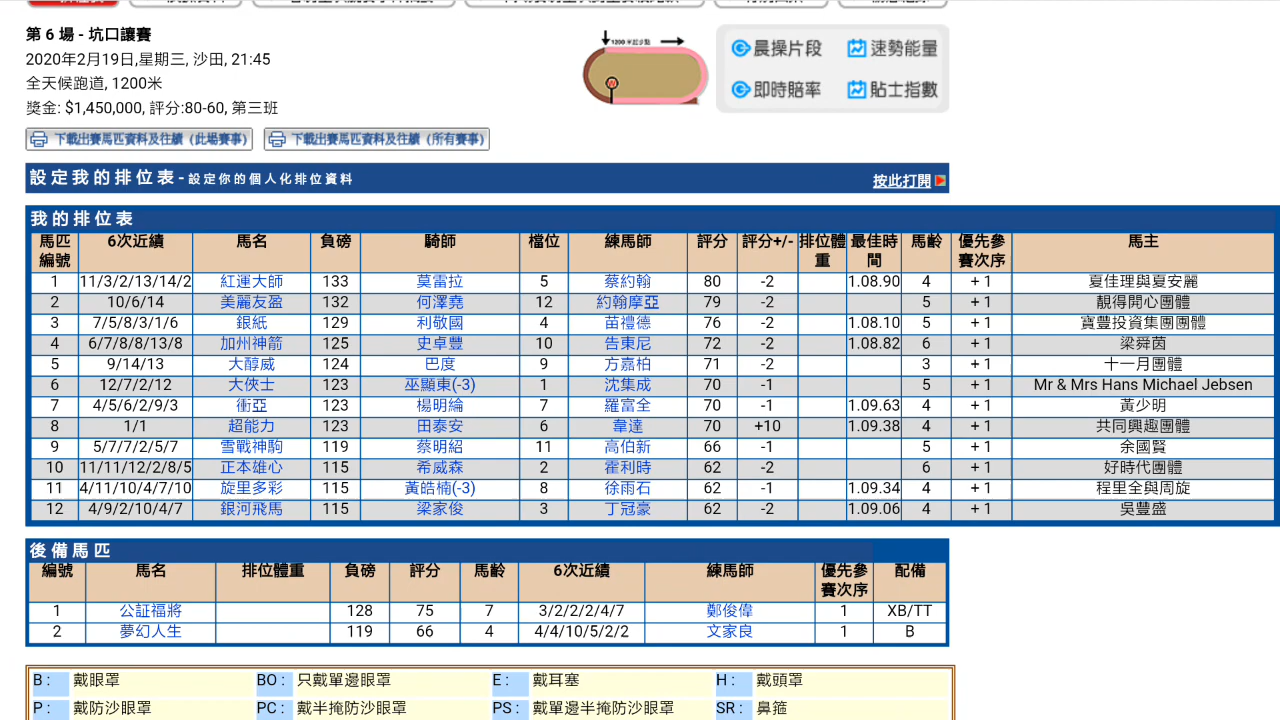 第 6 場 - 坑口讓賽
2020年2月19日,星期三, 沙田, 21:45
全天候跑道, 1200米
獎金: $1,450,000, 評分:80-60, 第三班
1200 米起步點
晨操片段 速勢能量
即時賠率 貼士指數
下載出賽馬匹資料及往績（此場賽事） 下載出賽馬匹資料及往績（所有賽事）
設定我的排位表 - 設定你的個人化排位資料 按此打開
我的排位表
馬匹編號 6次近績 馬名 負磅 騎師 檔位 練馬師 評分 評分+/- 排位體重 最佳時間 馬齡 優先參賽次序 馬主
1 11/3/2/13/14/2 紅運大師 133 莫雷拉 5 蔡約翰 80 -2 1.08.90 4 + 1 夏佳理與夏安麗
2 10/6/14 美麗友盈 132 何澤堯 12 約翰摩亞 79 -2 5 + 1 靚得開心團體
3 7/5/8/3/1/6 銀紙 129 利敬國 4 苗禮德 76 -2 1.08.10 5 + 1 寶豐投資集團團體
4 6/7/8/8/13/8 加州神箭 125 史卓豐 10 告東尼 72 -2 1.08.82 6 + 1 梁舜茵
5 9/14/13 大醇威 124 巴度 9 方嘉柏 71 -2 3 + 1 十一月團體
6 12/7/2/12 大俠士 123 巫顯東(-3) 1 沈集成 70 -1 5 + 1 Mr & Mrs Hans Michael Jebsen
7 4/5/6/2/9/3 衝亞 123 楊明綸 7 羅富全 70 -1 1.09.63 4 + 1 黃少明
8 1/1 超能力 123 田泰安 6 韋達 70 +10 1.09.38 4 + 1 共同興趣團體
9 5/7/7/2/5/7 雪戰神駒 119 蔡明紹 11 高伯新 66 -1 5 + 1 余國賢
10 11/11/12/2/8/5 正本雄心 115 希威森 2 霍利時 62 -2 6 + 1 好時代團體
11 4/11/10/4/7/10 旋里多彩 115 黃皓楠(-3) 8 徐雨石 62 -1 1.09.34 4 + 1 程里全與周旋
12 4/9/2/10/4/7 銀河飛馬 115 梁家俊 3 丁冠豪 62 -2 1.09.06 4 + 1 吳豐盛
後備馬匹
編號 馬名 排位體重 負磅 評分 馬齡 6次近績 練馬師 優先參賽次序 配備
1 公証福將 128 75 7 3/2/2/2/4/7 鄭俊偉 1 XB/TT
2 夢幻人生 119 66 4 4/4/10/5/2/2 文家良 1 B
B : 戴眼罩 BO : 只戴單邊眼罩 E : 戴耳塞 H : 戴頭罩
P : 戴防沙眼罩 PC : 戴半掩防沙眼罩 PS : 戴單邊半掩防沙眼罩 SR : 鼻箍